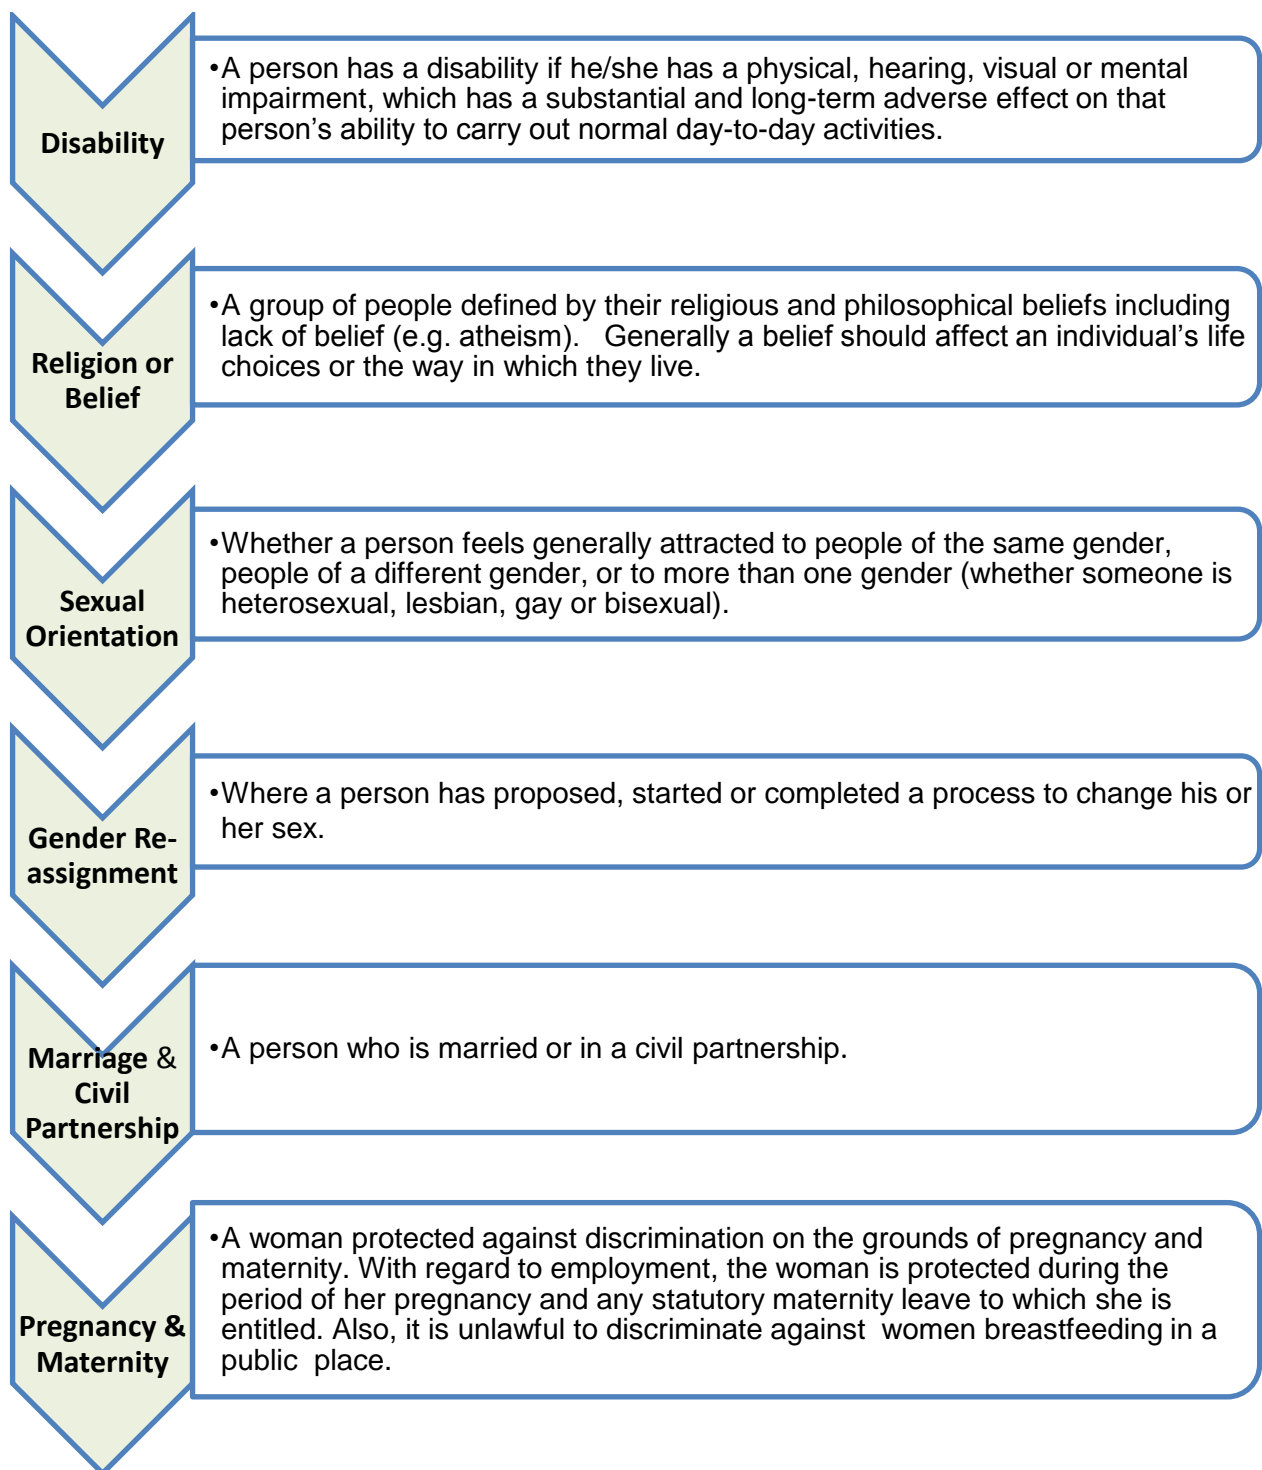 Disability
•A person has a disability if he/she has a physical, hearing, visual or mental
impairment, which has a substantial and long-term adverse effect on that
person’s ability to carry out normal day-to-day activities.
Religion or
Belief
•A group of people defined by their religious and philosophical beliefs including
lack of belief (e.g. atheism).   Generally a belief should affect an individual’s life
choices or the way in which they live.
Sexual
Orientation
•Whether a person feels generally attracted to people of the same gender,
people of a different gender, or to more than one gender (whether someone is
heterosexual, lesbian, gay or bisexual).
Gender Re-
assignment
•Where a person has proposed, started or completed a process to change his or
her sex.
Marriage &
Civil
Partnership
•A person who is married or in a civil partnership.
Pregnancy &
Maternity
•A woman protected against discrimination on the grounds of pregnancy and
maternity. With regard to employment, the woman is protected during the
period of her pregnancy and any statutory maternity leave to which she is
entitled. Also, it is unlawful to discriminate against  women breastfeeding in a
public  place.